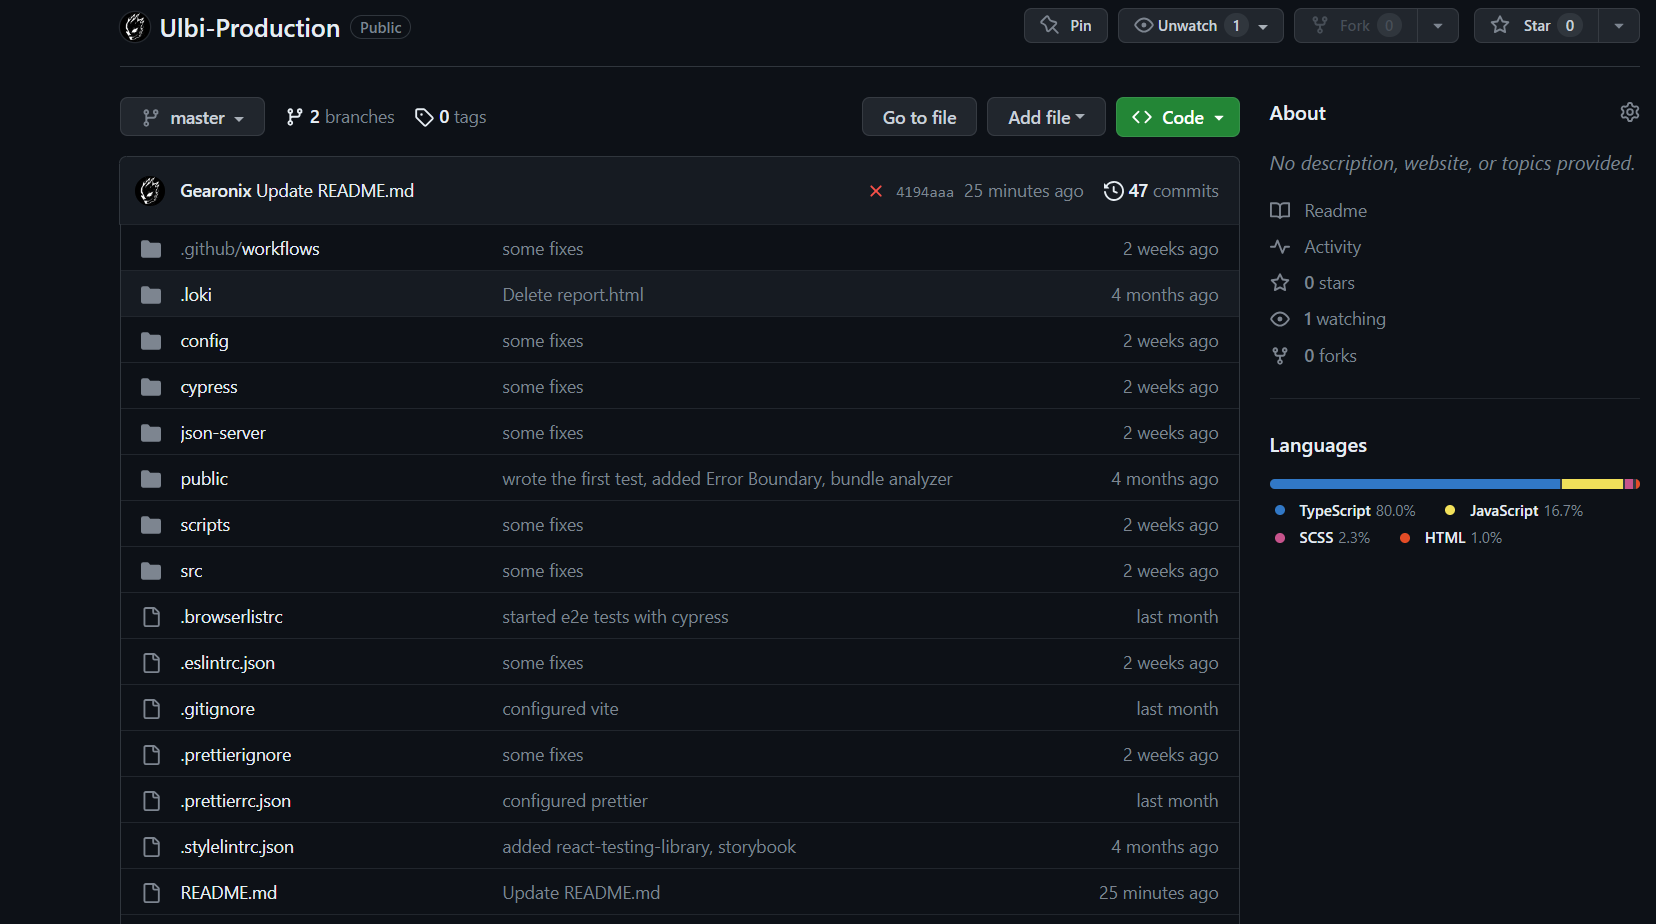 Ulbi-Production Public Pin Unwatch 1 Fork 0 Star 0
master 2 branches 0 tags Go to file Add file Code
Gearonix Update README.md 4194aaa 25 minutes ago 47 commits
.github/workflows some fixes 2 weeks ago
.loki Delete report.html 4 months ago
config some fixes 2 weeks ago
cypress some fixes 2 weeks ago
json-server some fixes 2 weeks ago
public wrote the first test, added Error Boundary, bundle analyzer 4 months ago
scripts some fixes 2 weeks ago
src some fixes 2 weeks ago
.browserlistrc started e2e tests with cypress last month
.eslintrc.json some fixes 2 weeks ago
.gitignore configured vite last month
.prettierignore some fixes 2 weeks ago
.prettierrc.json configured prettier last month
.stylelintrc.json added react-testing-library, storybook 4 months ago
README.md Update README.md 25 minutes ago
About
No description, website, or topics provided.
Readme
Activity
0 stars
1 watching
0 forks
Languages
TypeScript 80.0% JavaScript 16.7%
SCSS 2.3% HTML 1.0%